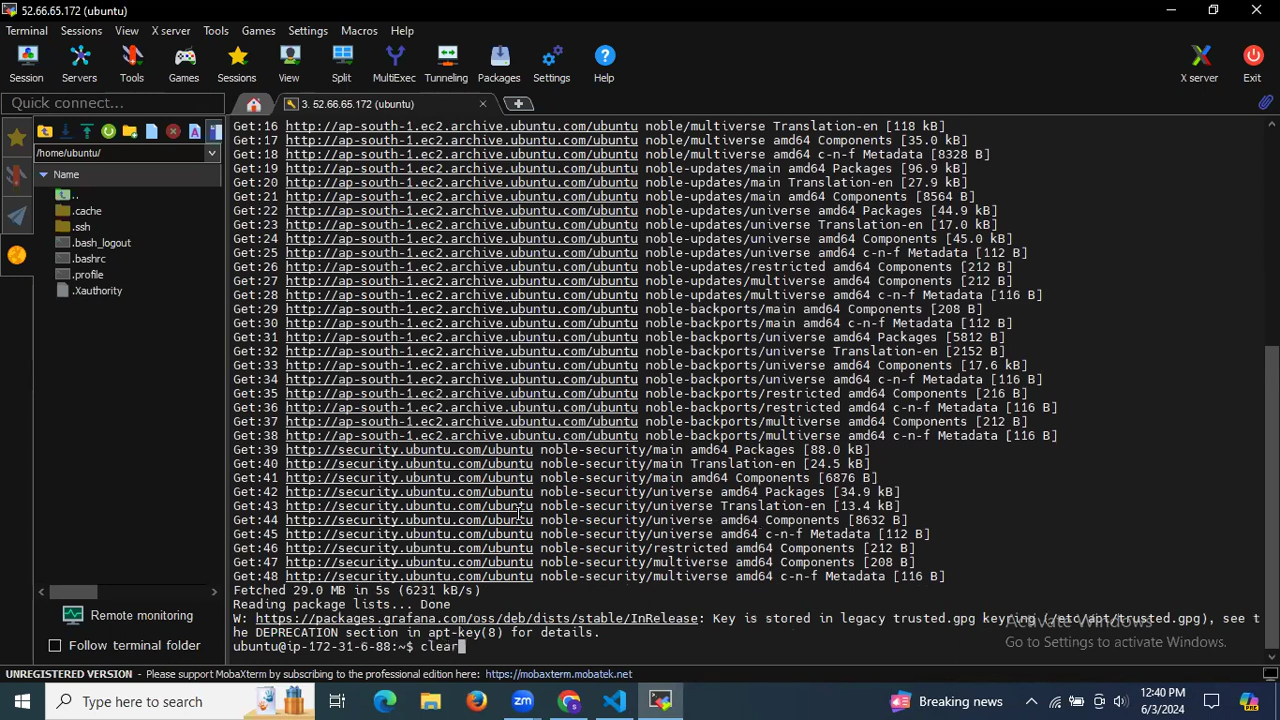 52.66.65.172 (ubuntu)
Terminal Sessions View X server Tools Games Settings Macros Help
Session Servers Tools Games Sessions View Split MultiExec Tunneling Packages Settings Help X server Exit
Quick connect...
3. 52.66.65.172 (ubuntu)
/home/ubuntu/
Name
..
.cache
.ssh
.bash_logout
.bashrc
.profile
.Xauthority
Get:16 http://ap-south-1.ec2.archive.ubuntu.com/ubuntu noble/multiverse Translation-en [118 kB]
Get:17 http://ap-south-1.ec2.archive.ubuntu.com/ubuntu noble/multiverse amd64 Components [35.0 kB]
Get:18 http://ap-south-1.ec2.archive.ubuntu.com/ubuntu noble/multiverse amd64 c-n-f Metadata [8328 B]
Get:19 http://ap-south-1.ec2.archive.ubuntu.com/ubuntu noble-updates/main amd64 Packages [96.9 kB]
Get:20 http://ap-south-1.ec2.archive.ubuntu.com/ubuntu noble-updates/main Translation-en [27.9 kB]
Get:21 http://ap-south-1.ec2.archive.ubuntu.com/ubuntu noble-updates/main amd64 Components [8564 B]
Get:22 http://ap-south-1.ec2.archive.ubuntu.com/ubuntu noble-updates/universe amd64 Packages [44.9 kB]
Get:23 http://ap-south-1.ec2.archive.ubuntu.com/ubuntu noble-updates/universe Translation-en [17.0 kB]
Get:24 http://ap-south-1.ec2.archive.ubuntu.com/ubuntu noble-updates/universe amd64 Components [45.0 kB]
Get:25 http://ap-south-1.ec2.archive.ubuntu.com/ubuntu noble-updates/universe amd64 c-n-f Metadata [112 B]
Get:26 http://ap-south-1.ec2.archive.ubuntu.com/ubuntu noble-updates/restricted amd64 Components [212 B]
Get:27 http://ap-south-1.ec2.archive.ubuntu.com/ubuntu noble-updates/multiverse amd64 Components [212 B]
Get:28 http://ap-south-1.ec2.archive.ubuntu.com/ubuntu noble-updates/multiverse amd64 c-n-f Metadata [116 B]
Get:29 http://ap-south-1.ec2.archive.ubuntu.com/ubuntu noble-backports/main amd64 Components [208 B]
Get:30 http://ap-south-1.ec2.archive.ubuntu.com/ubuntu noble-backports/main amd64 c-n-f Metadata [112 B]
Get:31 http://ap-south-1.ec2.archive.ubuntu.com/ubuntu noble-backports/universe amd64 Packages [5812 B]
Get:32 http://ap-south-1.ec2.archive.ubuntu.com/ubuntu noble-backports/universe Translation-en [2152 B]
Get:33 http://ap-south-1.ec2.archive.ubuntu.com/ubuntu noble-backports/universe amd64 Components [17.6 kB]
Get:34 http://ap-south-1.ec2.archive.ubuntu.com/ubuntu noble-backports/universe amd64 c-n-f Metadata [116 B]
Get:35 http://ap-south-1.ec2.archive.ubuntu.com/ubuntu noble-backports/restricted amd64 Components [216 B]
Get:36 http://ap-south-1.ec2.archive.ubuntu.com/ubuntu noble-backports/restricted amd64 c-n-f Metadata [116 B]
Get:37 http://ap-south-1.ec2.archive.ubuntu.com/ubuntu noble-backports/multiverse amd64 Components [212 B]
Get:38 http://ap-south-1.ec2.archive.ubuntu.com/ubuntu noble-backports/multiverse amd64 c-n-f Metadata [116 B]
Get:39 http://security.ubuntu.com/ubuntu noble-security/main amd64 Packages [88.0 kB]
Get:40 http://security.ubuntu.com/ubuntu noble-security/main Translation-en [24.5 kB]
Get:41 http://security.ubuntu.com/ubuntu noble-security/main amd64 Components [6876 B]
Get:42 http://security.ubuntu.com/ubuntu noble-security/universe amd64 Packages [34.9 kB]
Get:43 http://security.ubuntu.com/ubuntu noble-security/universe Translation-en [13.4 kB]
Get:44 http://security.ubuntu.com/ubuntu noble-security/universe amd64 Components [8632 B]
Get:45 http://security.ubuntu.com/ubuntu noble-security/universe amd64 c-n-f Metadata [112 B]
Get:46 http://security.ubuntu.com/ubuntu noble-security/restricted amd64 Components [212 B]
Get:47 http://security.ubuntu.com/ubuntu noble-security/multiverse amd64 Components [208 B]
Get:48 http://security.ubuntu.com/ubuntu noble-security/multiverse amd64 c-n-f Metadata [116 B]
Fetched 29.0 MB in 5s (6231 kB/s)
Reading package lists... Done
W: https://packages.grafana.com/oss/deb/dists/stable/InRelease: Key is stored in legacy trusted.gpg keyring (/etc/apt/trusted.gpg), see t
he DEPRECATION section in apt-key(8) for details.
ubuntu@ip-172-31-6-88:~$ clear
Activate Windows
Go to Settings to activate Windows.
Remote monitoring
Follow terminal folder
UNREGISTERED VERSION - Please support MobaXterm by subscribing to the professional edition here: https://mobaxterm.mobatek.net
Type here to search
zm
Breaking news
12:40 PM
6/3/2024
PRE